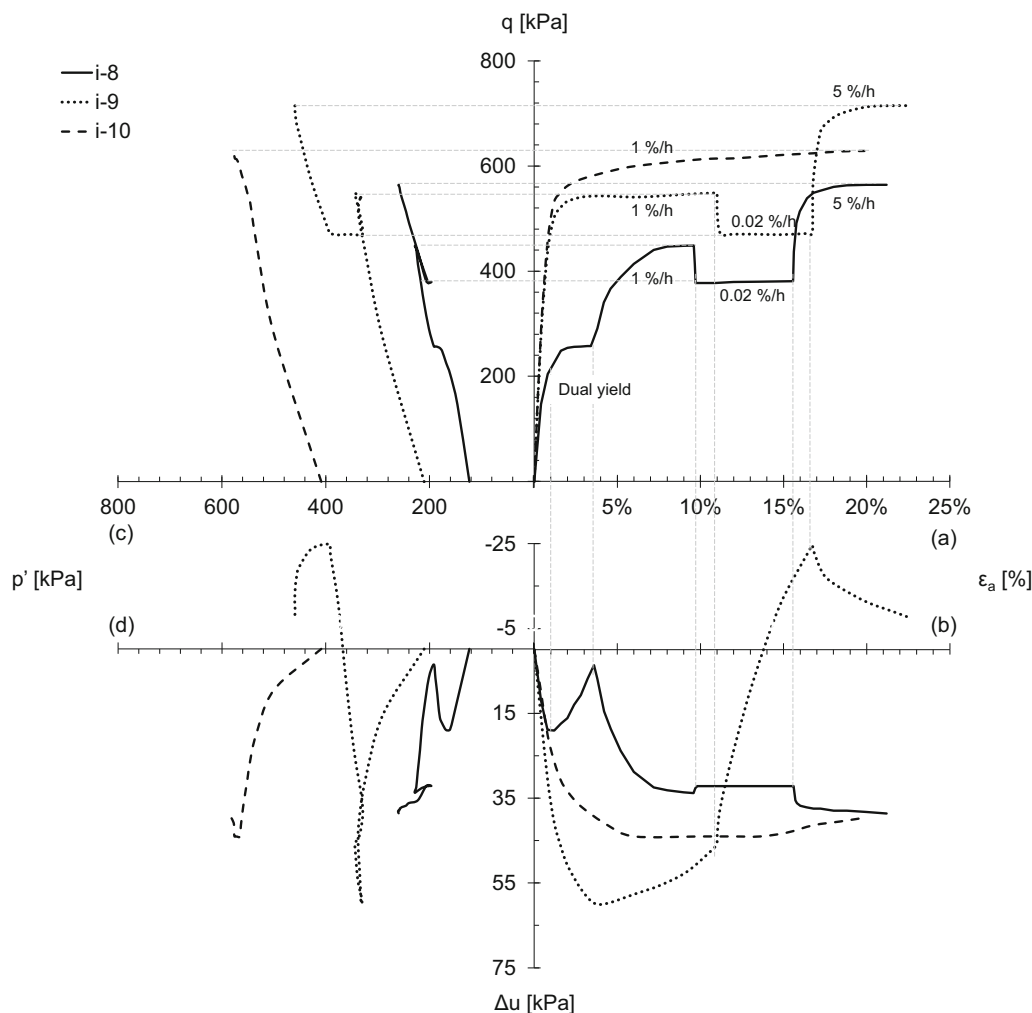 q [kPa]
800
i-8
i-9
i-10
5 %/h
1 %/h
600
1 %/h
0.02 %/h
5 %/h
400
1 %/h
0.02 %/h
200
Dual yield
800 600 400 200 5% 10% 15% 20% 25%
(c) (a)
-25
p' [kPa] εa [%]
(d) -5 (b)
15
35
55
75
Δu [kPa]